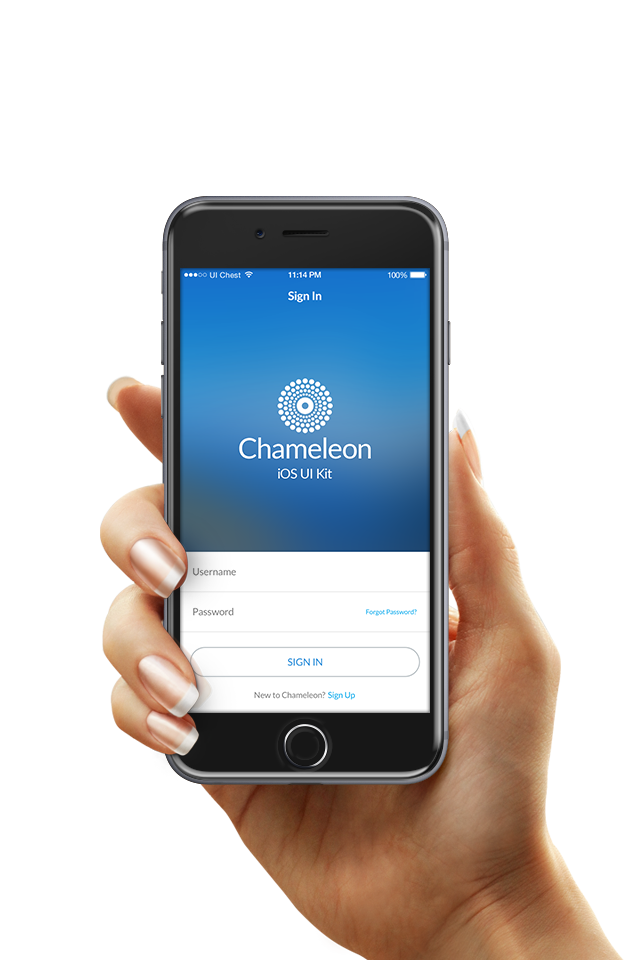 UI Chest 11:14 PM 100%
Sign In
Chameleon
iOS UI Kit
Username
Password Forgot Password?
SIGN IN
New to Chameleon? Sign Up